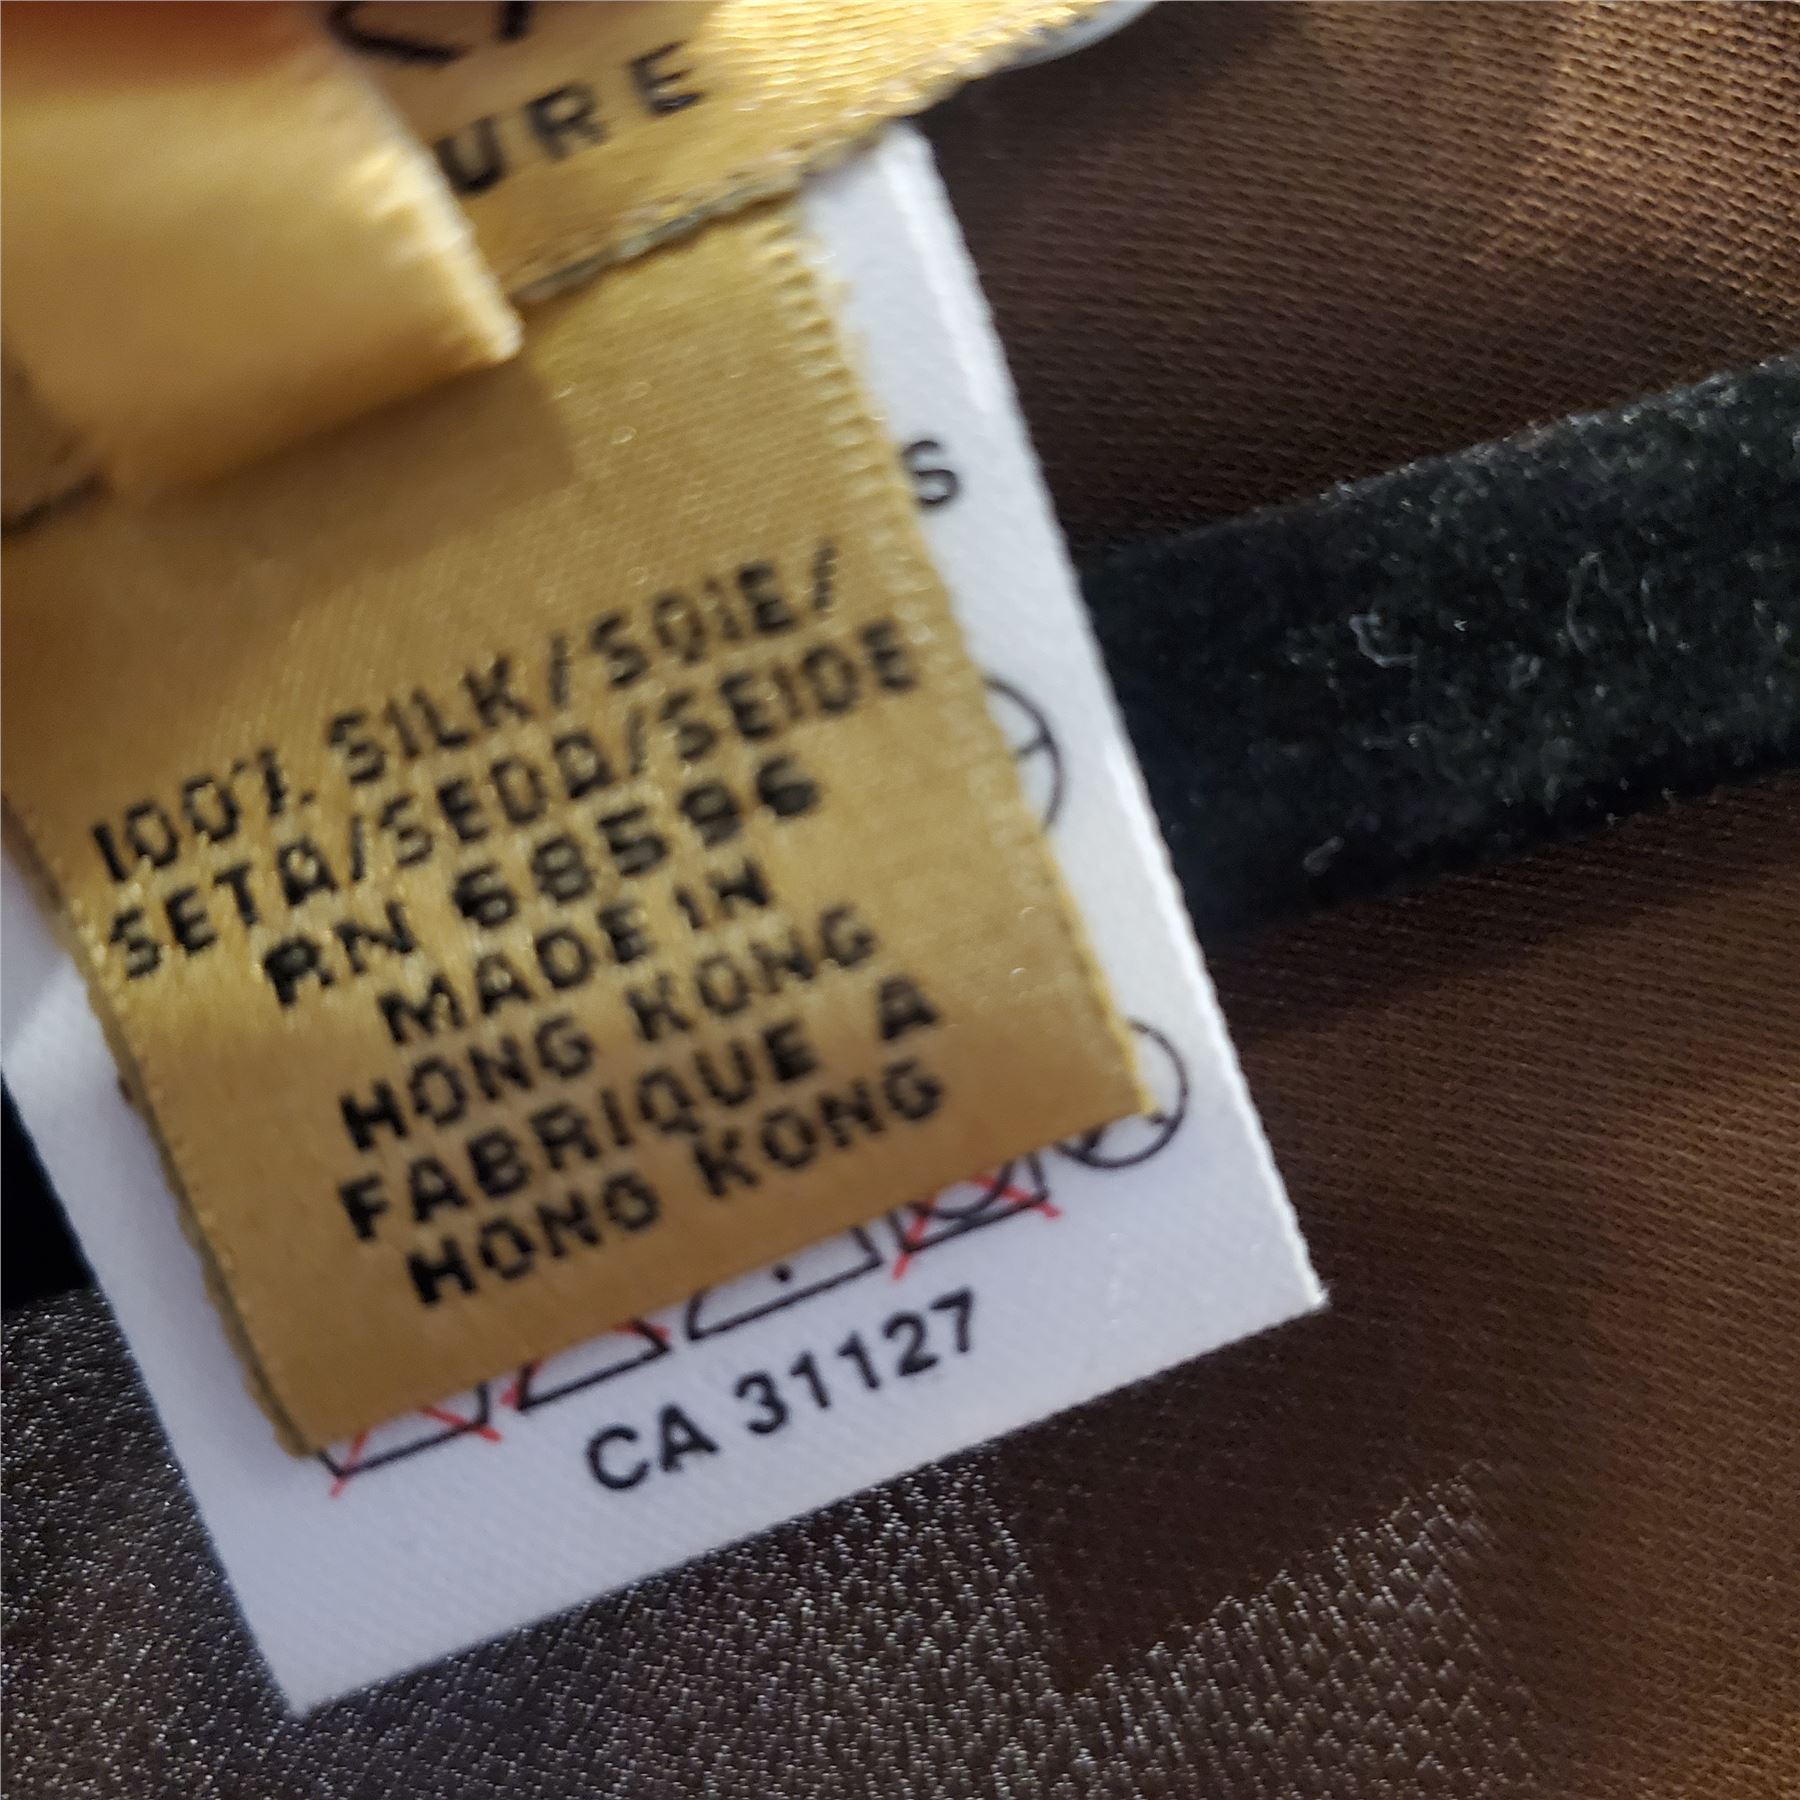 URE
S
100% SILK/SOIE/
SETA/SEDA/SEIDE
RN 68596
MADE IN
HONG KONG
FABRIQUE A
HONG KONG
CA 31127